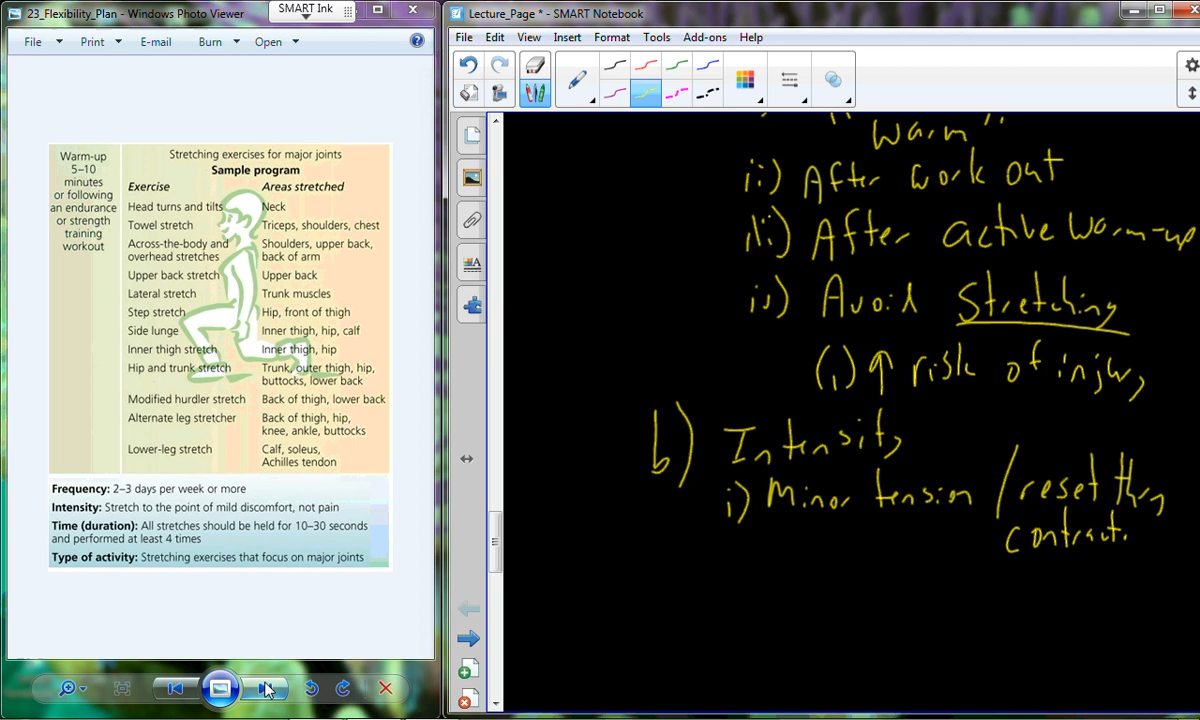 23_Flexibility_Plan - Windows Photo Viewer
SMART Ink
File Print E-mail Burn Open
Warm-up
5–10
minutes
or following
an endurance
or strength
training
workout
Stretching exercises for major joints
Sample program
Exercise Areas stretched
Head turns and tilts Neck
Towel stretch Triceps, shoulders, chest
Across-the-body and Shoulders, upper back,
overhead stretches back of arm
Upper back stretch Upper back
Lateral stretch Trunk muscles
Step stretch Hip, front of thigh
Side lunge Inner thigh, hip, calf
Inner thigh stretch Inner thigh, hip
Hip and trunk stretch Trunk, outer thigh, hip,
buttocks, lower back
Modified hurdler stretch Back of thigh, lower back
Alternate leg stretcher Back of thigh, hip,
knee, ankle, buttocks
Lower-leg stretch Calf, soleus,
Achilles tendon
Frequency: 2–3 days per week or more
Intensity: Stretch to the point of mild discomfort, not pain
Time (duration): All stretches should be held for 10–30 seconds
and performed at least 4 times
Type of activity: Stretching exercises that focus on major joints
Lecture_Page * - SMART Notebook
File Edit View Insert Format Tools Add-ons Help
"Warm"
ii) After work out
iii) After active warm-up
iv) Avoid Stretching
(i) ↑ risk of injury
b) Intensity
i) Minor tension / reset thru
contract.